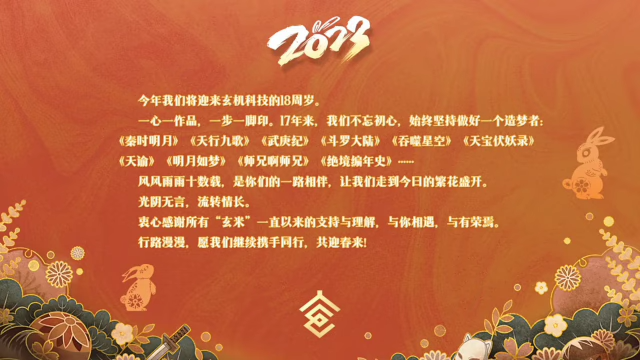 2023
今年我们将迎来玄机科技的18周岁。
一心一作品，一步一脚印。17年来，我们不忘初心，始终坚持做好一个造梦者：
《秦时明月》《天行九歌》《武庚纪》《斗罗大陆》《吞噬星空》《天宝伏妖录》
《天谕》《明月如梦》《师兄啊师兄》《绝境编年史》……
风风雨雨十数载，是你们的一路相伴，让我们走到今日的繁花盛开。
光阴无言，流转情长。
衷心感谢所有“玄米”一直以来的支持与理解，与你相遇，与有荣焉。
行路漫漫，愿我们继续携手同行，共迎春来!